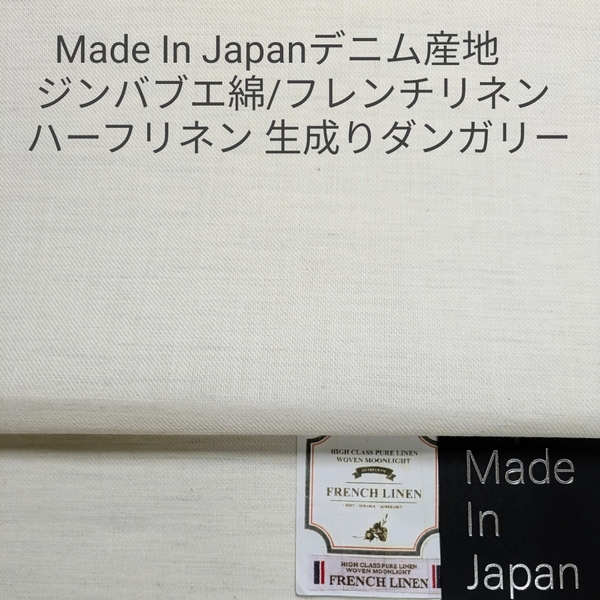 Made In Japanデニム産地
ジンバブエ綿/フレンチリネン
ハーフリネン 生成りダンガリー
HIGH CLASS PURE LINEN
WOVEN MOONLIGHT
FRENCH LINEN
HIGH CLASS PURE LINEN
WOVEN MOONLIGHT
FRENCH LINEN
Made
In
Japan